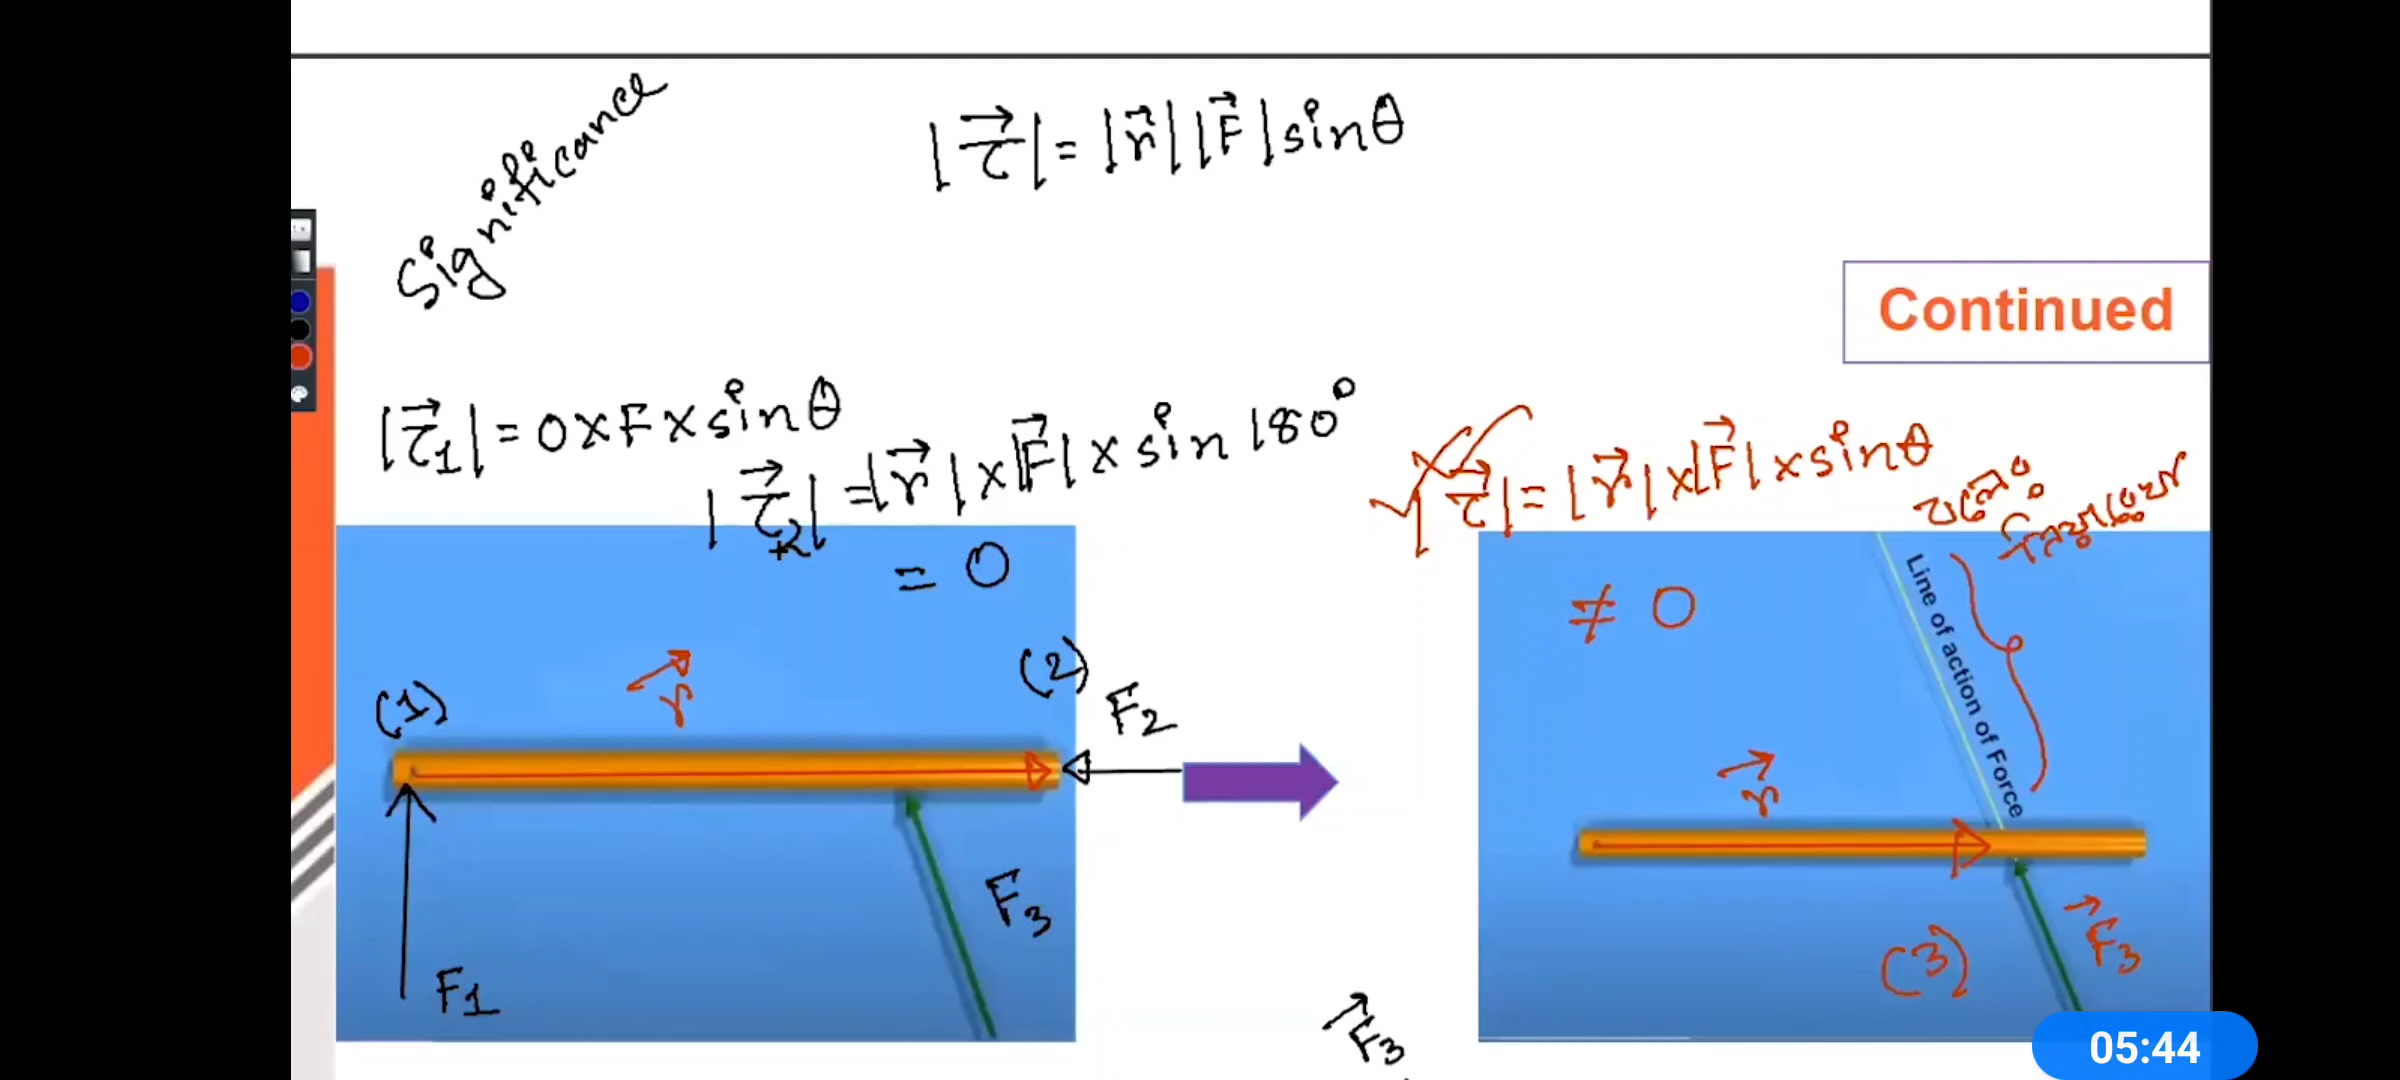 Significance
|τ⃗| = |r⃗| |F⃗| sinθ
Continued
|τ⃗₁| = 0×F×sinθ
|τ⃗₂| = |r⃗|×|F⃗|×sin 180°
= 0
|τ⃗| = |r⃗|×|F⃗|×sinθ
≠ 0
Line of action of Force
r⃗
(1)
(2)
F₂
r⃗
F₃
F₁
(3)
F⃗₃
F⃗₃
05:44